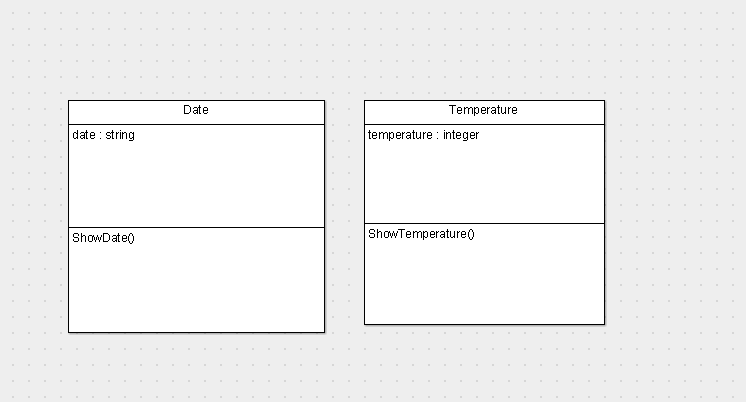 Date
date : string
ShowDate()
Temperature
temperature : integer
ShowTemperature()